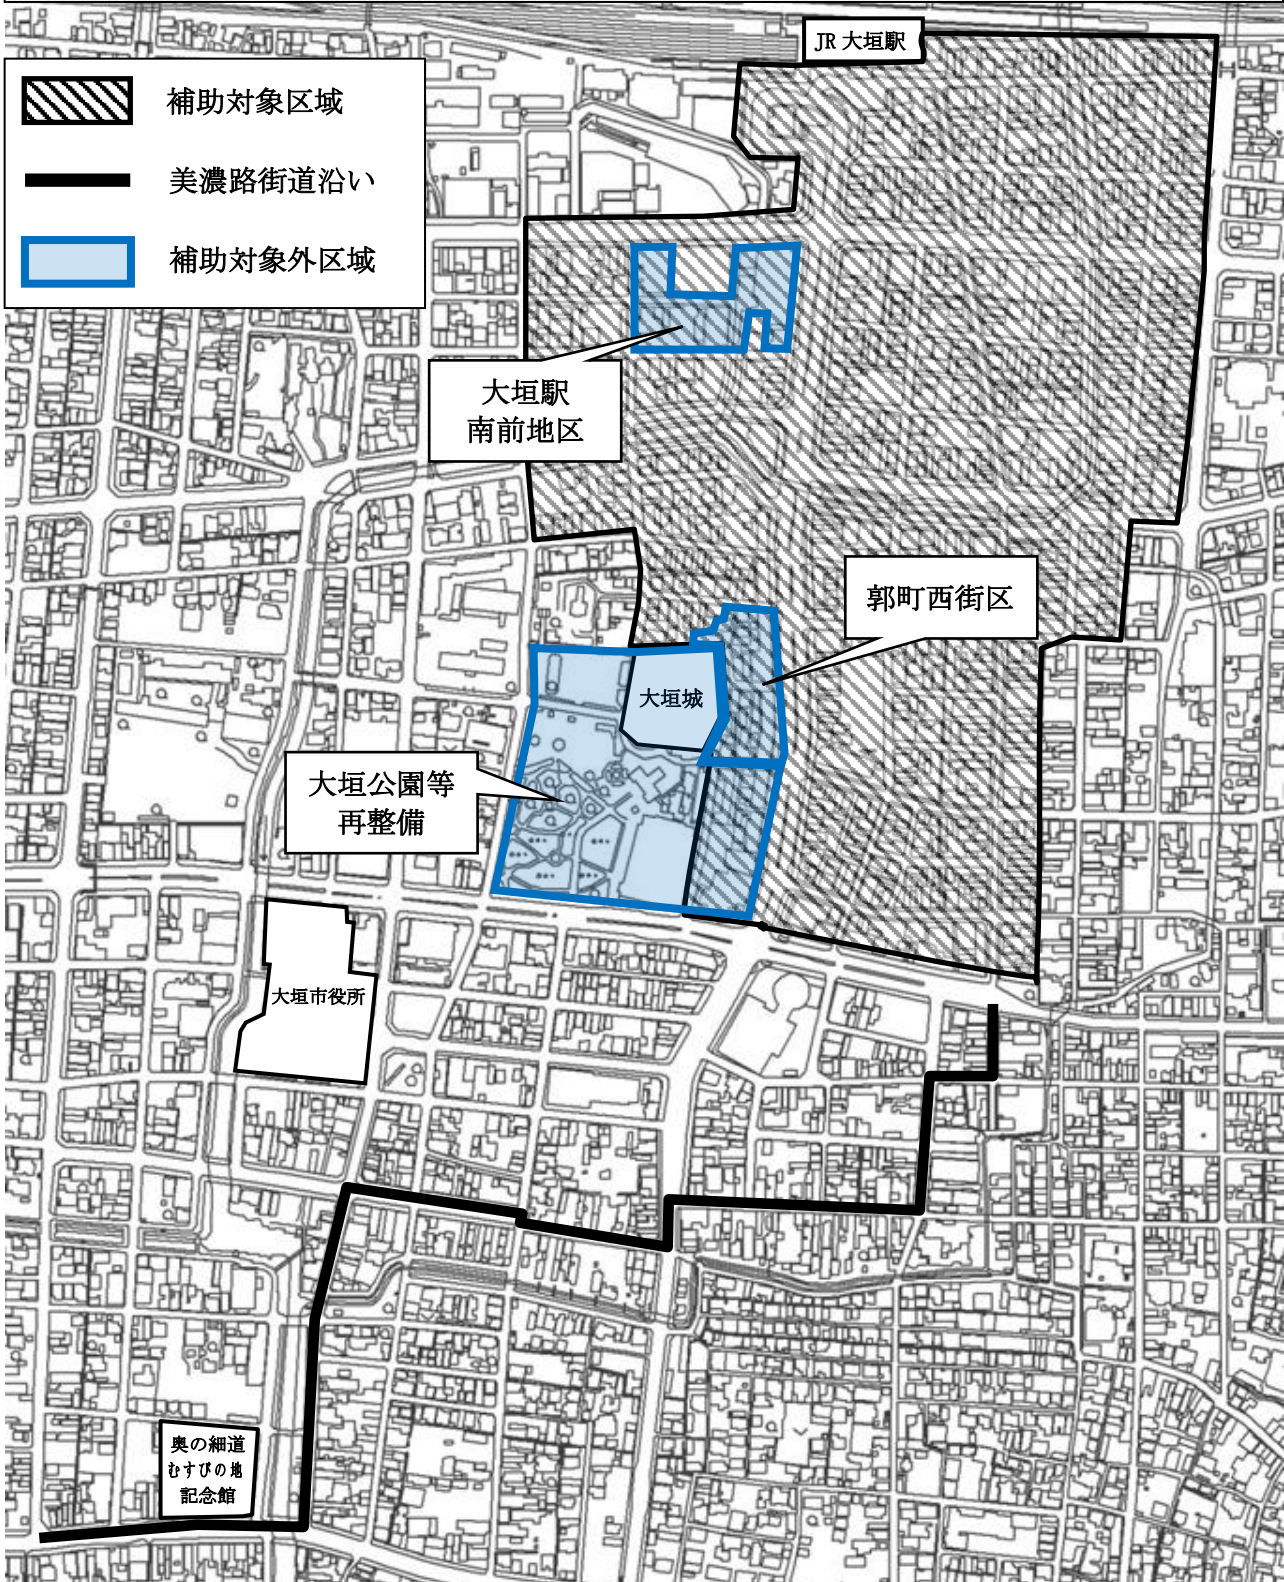 JR 大垣駅
補助対象区域
美濃路街道沿い
補助対象外区域
大垣駅
南前地区
郭町西街区
大垣城
大垣公園等
再整備
大垣市役所
奥の細道
むすびの地
記念館